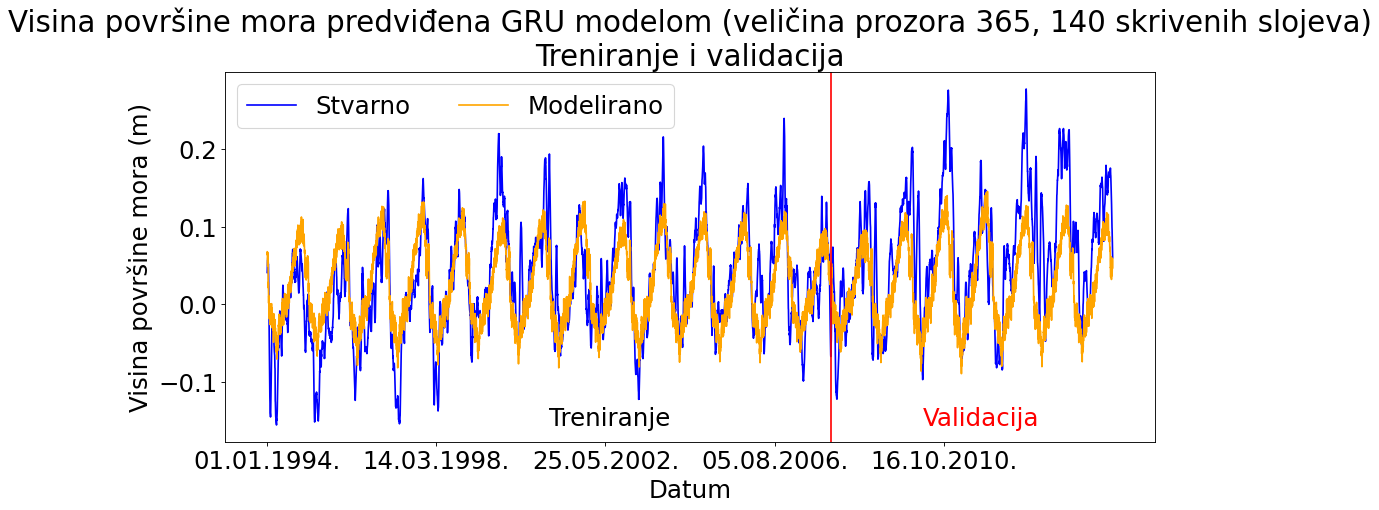 Visina površine mora predviđena GRU modelom (veličina prozora 365, 140 skrivenih slojeva)
Treniranje i validacija
Stvarno
Modelirano
Visina površine mora (m)
0.2
0.1
0.0
−0.1
Treniranje
Validacija
01.01.1994.
14.03.1998.
25.05.2002.
05.08.2006.
16.10.2010.
Datum